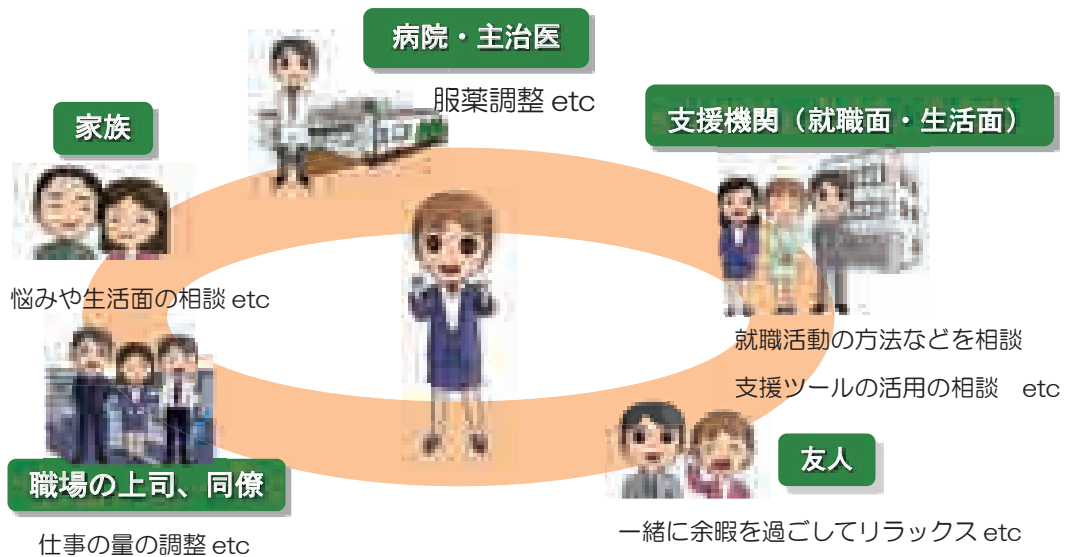 病院・主治医
服薬調整 etc
家族
悩みや生活面の相談 etc
支援機関（就職面・生活面）
就職活動の方法などを相談
支援ツールの活用の相談　etc
職場の上司、同僚
仕事の量の調整 etc
友人
一緒に余暇を過ごしてリラックス etc